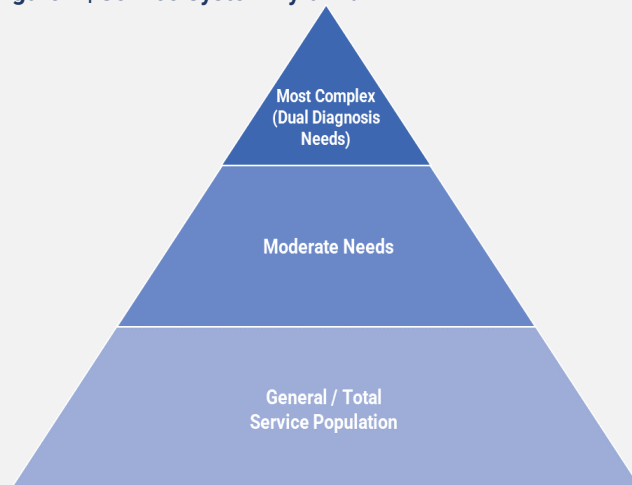 Most Complex
(Dual Diagnosis
Needs)
Moderate Needs
General / Total
Service Population